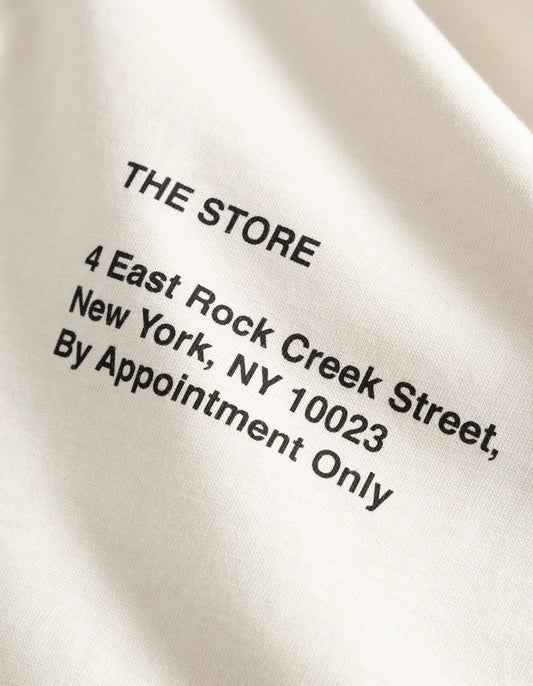 THE STORE
4 East Rock Creek Street,
New York, NY 10023
By Appointment Only